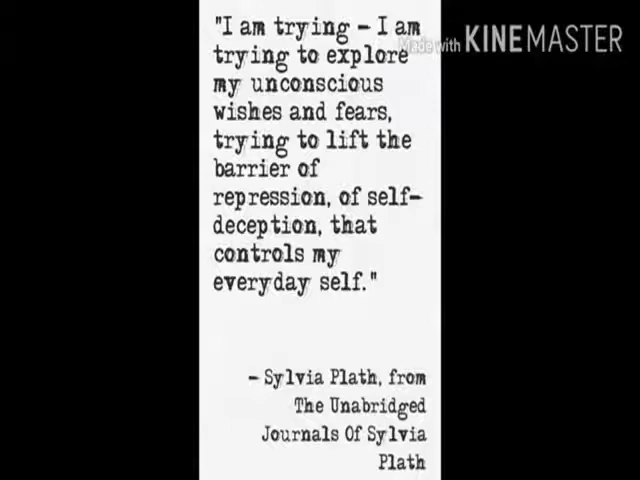 "I am trying – I am
trying to explore
my unconscious
wishes and fears,
trying to lift the
barrier of
repression, of self–
deception, that
controls my
everyday self."
– Sylvia Plath, from
The Unabridged
Journals Of Sylvia
Plath
Made with KINEMASTER